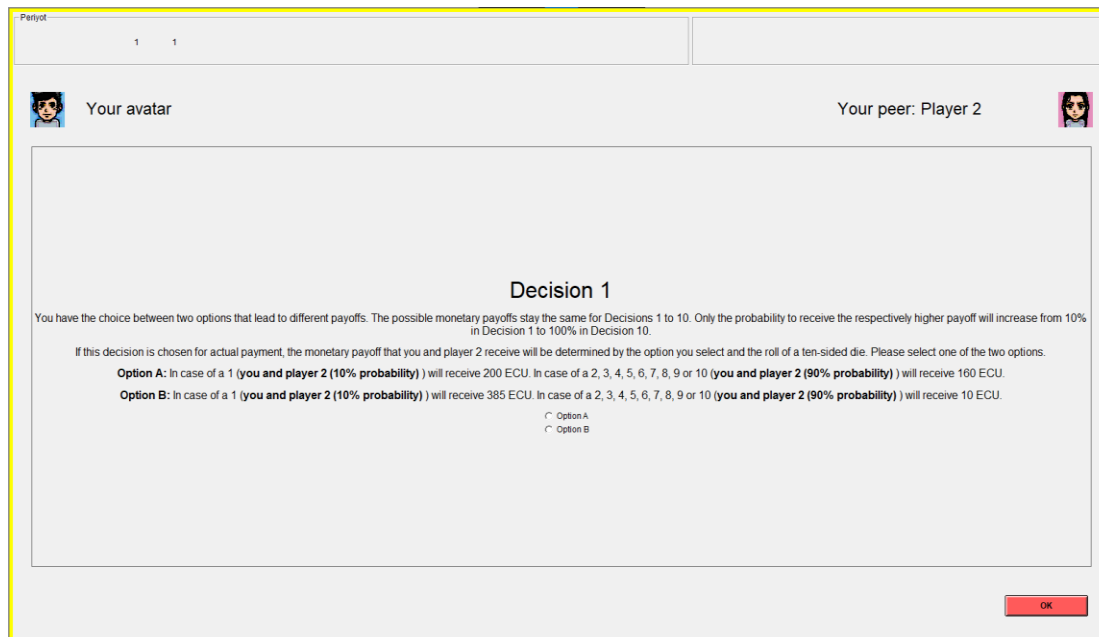 Periyot
1 1
Your avatar
Your peer: Player 2
Decision 1
You have the choice between two options that lead to different payoffs. The possible monetary payoffs stay the same for Decisions 1 to 10. Only the probability to receive the respectively higher payoff will increase from 10%
in Decision 1 to 100% in Decision 10.
If this decision is chosen for actual payment, the monetary payoff that you and player 2 receive will be determined by the option you select and the roll of a ten-sided die. Please select one of the two options.
Option A: In case of a 1 (you and player 2 (10% probability) ) will receive 200 ECU. In case of a 2, 3, 4, 5, 6, 7, 8, 9 or 10 (you and player 2 (90% probability) ) will receive 160 ECU.
Option B: In case of a 1 (you and player 2 (10% probability) ) will receive 385 ECU. In case of a 2, 3, 4, 5, 6, 7, 8, 9 or 10 (you and player 2 (90% probability) ) will receive 10 ECU.
Option A
Option B
OK